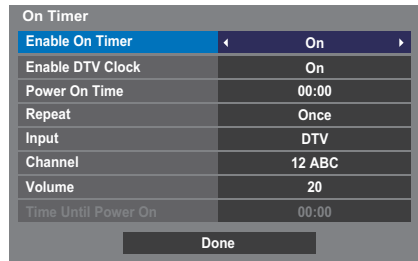 On Timer
Enable On Timer On
Enable DTV Clock On
Power On Time 00:00
Repeat Once
Input DTV
Channel 12 ABC
Volume 20
Time Until Power On 00:00
Done